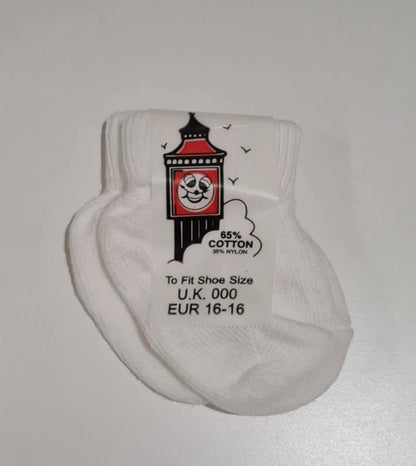 65%
COTTON
35% NYLON
To Fit Shoe Size
U.K. 000
EUR 16-16